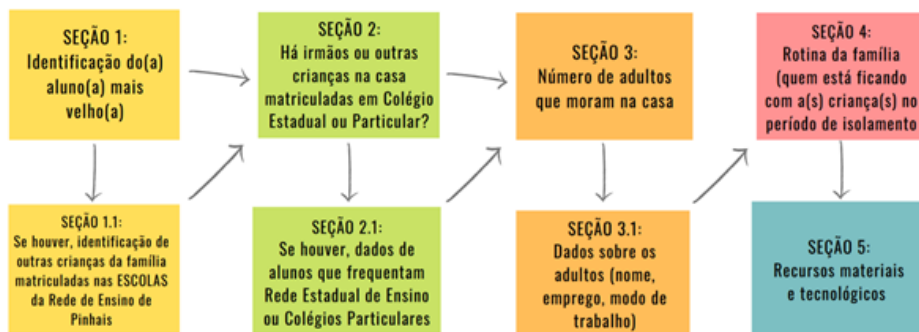 SEÇÃO 1:
Identificação do(a)
aluno(a) mais
velho(a)
SEÇÃO 2:
Há irmãos ou outras
crianças na casa
matriculadas em Colégio
Estadual ou Particular?
SEÇÃO 3:
Número de adultos
que moram na casa
SEÇÃO 4:
Rotina da família
(quem está ficando
com a(s) criança(s) no
período de isolamento
SEÇÃO 1.1:
Se houver, identificação de
outras crianças da família
matriculadas nas ESCOLAS
da Rede de Ensino de
Pinhais
SEÇÃO 2.1:
Se houver, dados de
alunos que frequentam
Rede Estadual de Ensino
ou Colégios Particulares
SEÇÃO 3.1:
Dados sobre os
adultos (nome,
emprego, modo de
trabalho)
SEÇÃO 5:
Recursos materiais
e tecnológicos